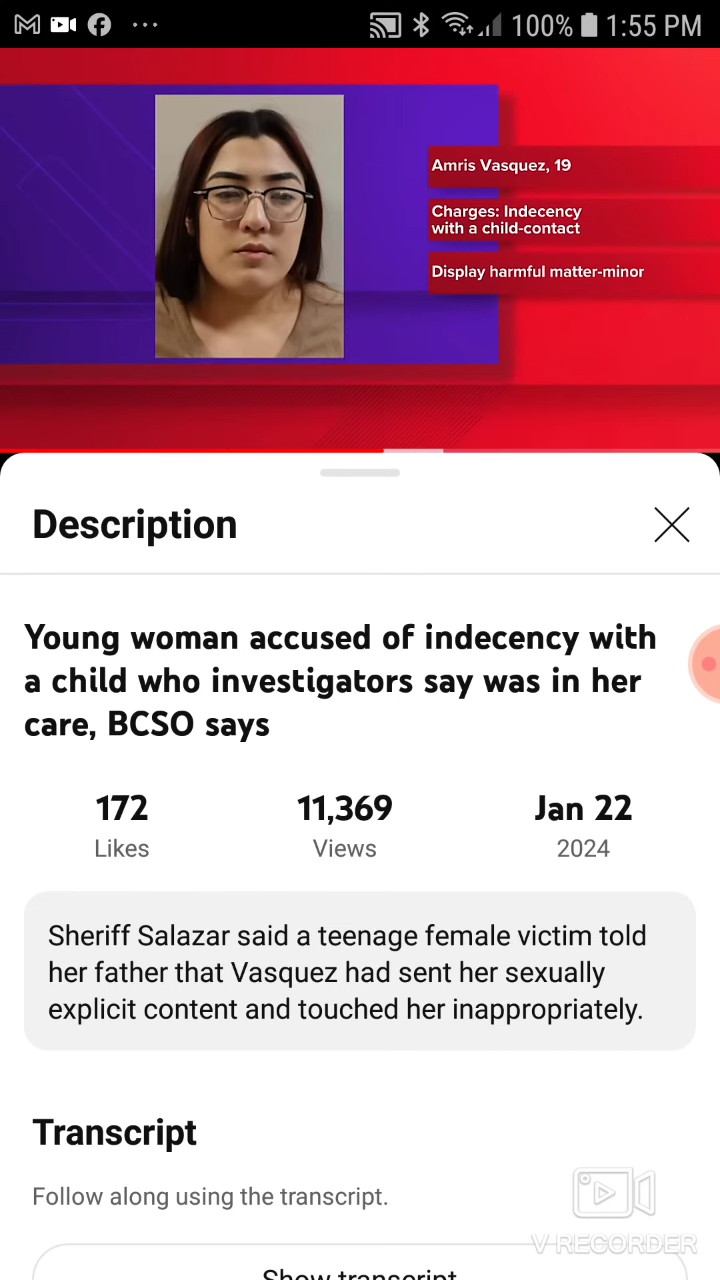 100% 1:55 PM
Amris Vasquez, 19
Charges: Indecency
with a child-contact
Display harmful matter-minor
Description
Young woman accused of indecency with
a child who investigators say was in her
care, BCSO says
172
Likes
11,369
Views
Jan 22
2024
Sheriff Salazar said a teenage female victim told
her father that Vasquez had sent her sexually
explicit content and touched her inappropriately.
Transcript
Follow along using the transcript.
V RECORDER
Show transcript